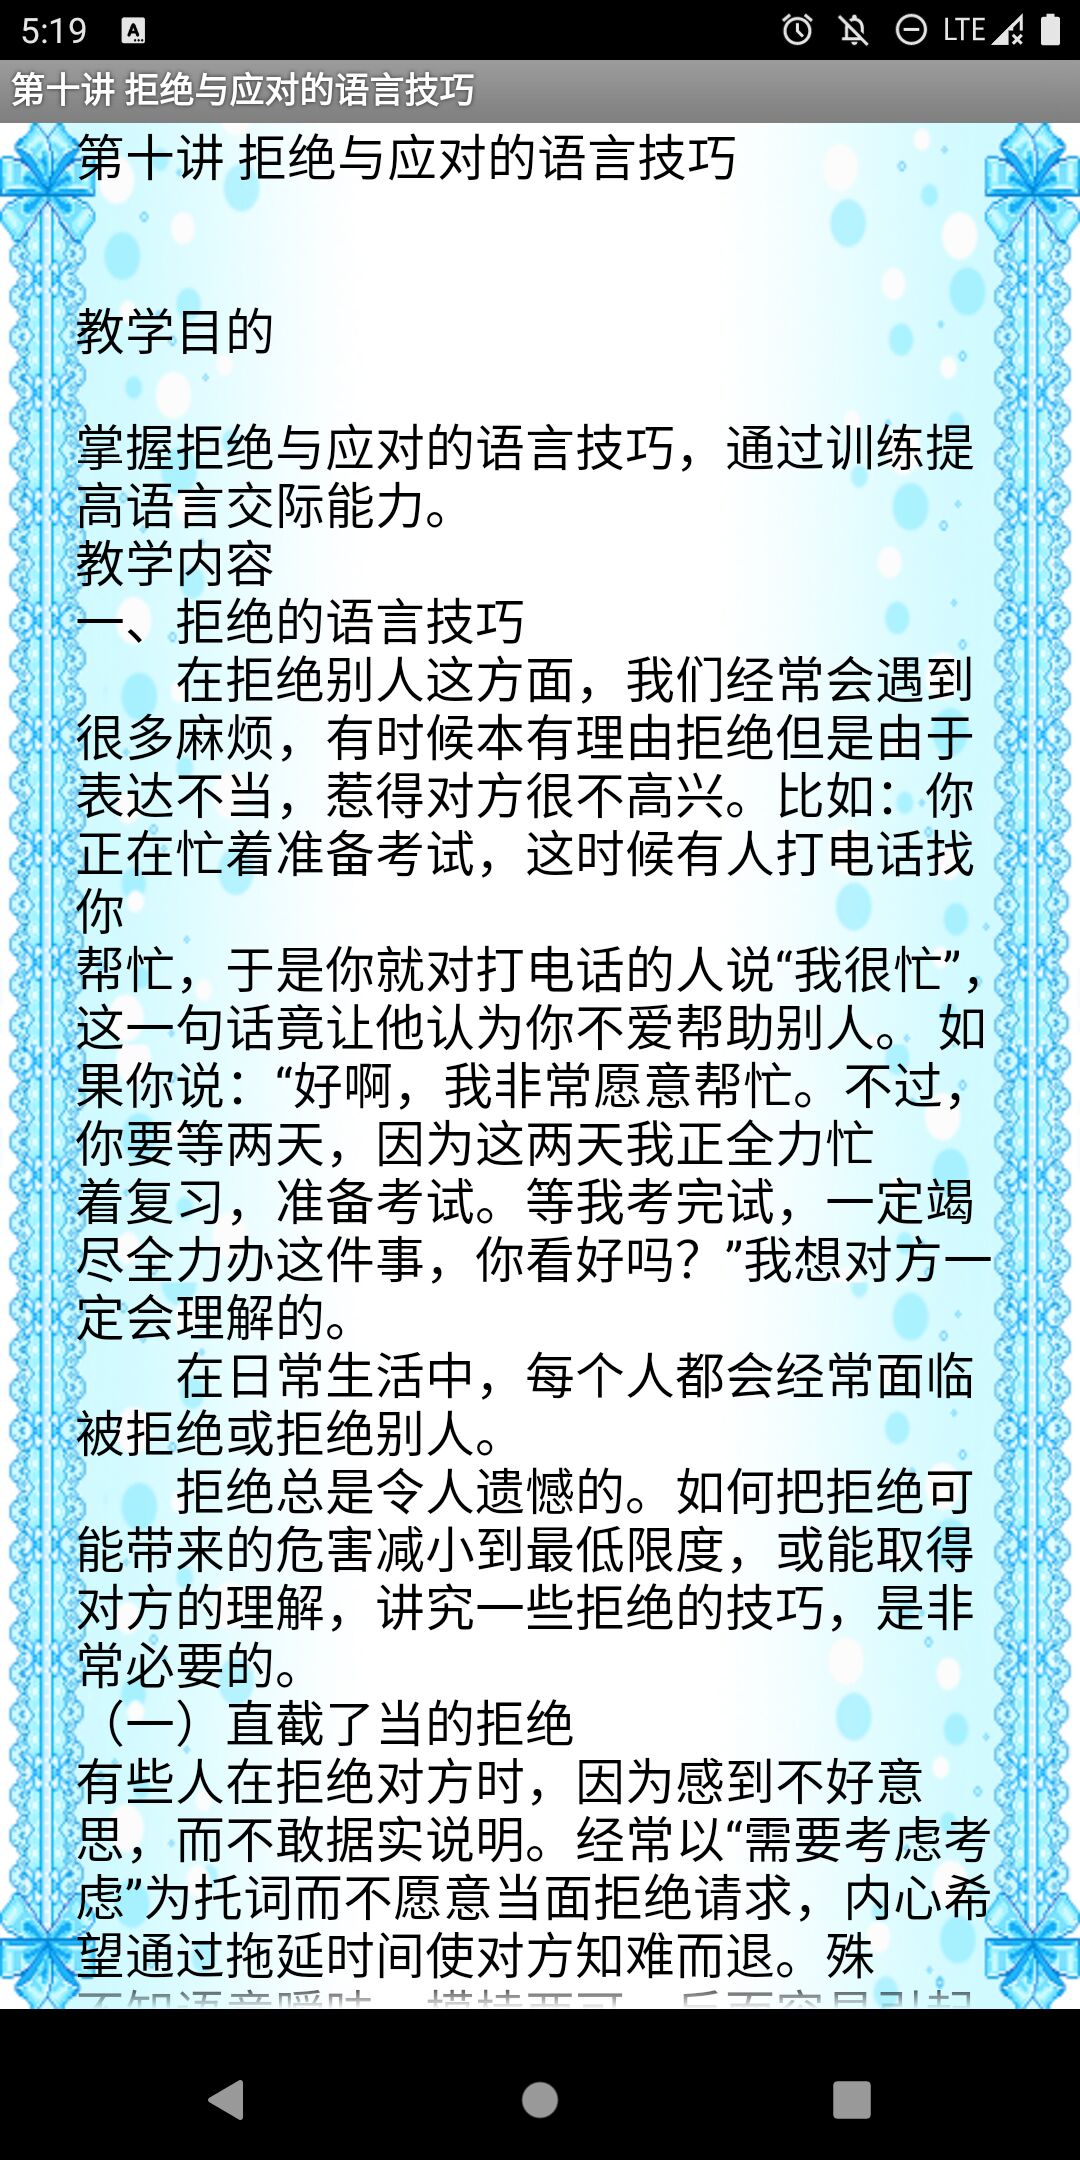 5:19
LTE
第十讲 拒绝与应对的语言技巧
第十讲 拒绝与应对的语言技巧
教学目的
掌握拒绝与应对的语言技巧，通过训练提
高语言交际能力。
教学内容
一、拒绝的语言技巧
在拒绝别人这方面，我们经常会遇到
很多麻烦，有时候本有理由拒绝但是由于
表达不当，惹得对方很不高兴。比如：你
正在忙着准备考试，这时候有人打电话找
你
帮忙，于是你就对打电话的人说“我很忙”，
这一句话竟让他认为你不爱帮助别人。 如
果你说：“好啊，我非常愿意帮忙。不过，
你要等两天，因为这两天我正全力忙
着复习，准备考试。等我考完试，一定竭
尽全力办这件事，你看好吗？”我想对方一
定会理解的。
在日常生活中，每个人都会经常面临
被拒绝或拒绝别人。
拒绝总是令人遗憾的。如何把拒绝可
能带来的危害减小到最低限度，或能取得
对方的理解，讲究一些拒绝的技巧，是非
常必要的。
（一）直截了当的拒绝
有些人在拒绝对方时，因为感到不好意
思，而不敢据实说明。经常以“需要考虑考
虑”为托词而不愿意当面拒绝请求，内心希
望通过拖延时间使对方知难而退。殊